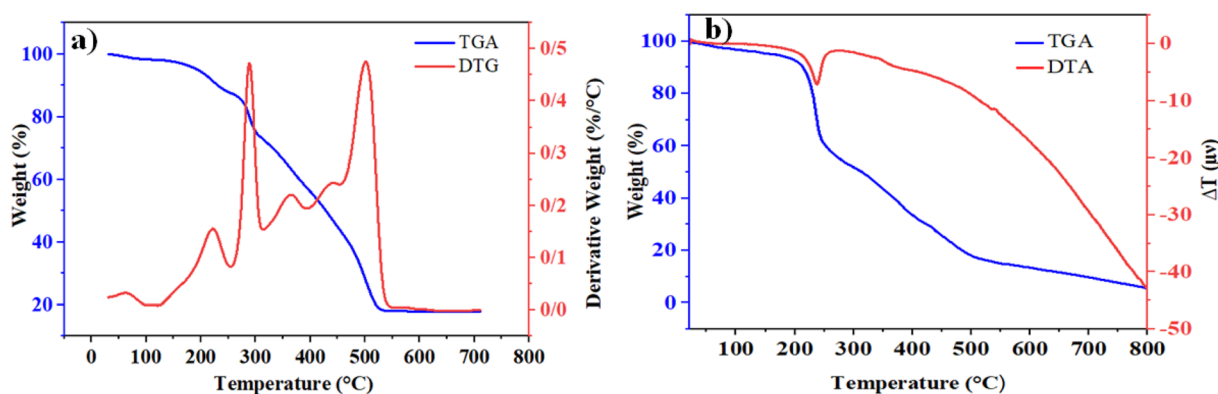 a)
TGA
DTG
100
80
60
40
20
Weight (%)
0/5
0/4
0/3
0/2
0/1
0/0
Derivative Weight (%/°C)
0 100 200 300 400 500 600 700 800
Temperature (°C)
b)
TGA
DTA
100
80
60
40
20
0
Weight (%)
0
-10
-20
-30
-40
-50
ΔT (μv)
100 200 300 400 500 600 700 800
Temperature (°C)